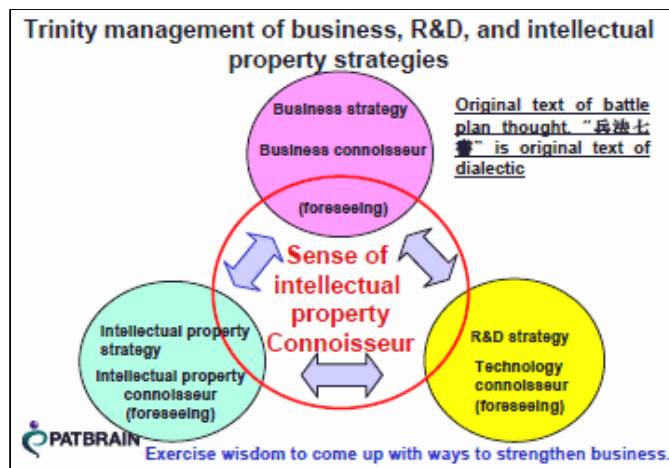 Trinity management of business, R&D, and intellectual
property strategies
Business strategy
Business connoisseur
(foreseeing)
Original text of battle
plan thought. “兵法七
書” is original text of
dialectic
Sense of
intellectual
property
Connoisseur
Intellectual property
strategy
Intellectual property
connoisseur
(foreseeing)
R&D strategy
Technology
connoisseur
(foreseeing)
PATBRAIN
Exercise wisdom to come up with ways to strengthen business.